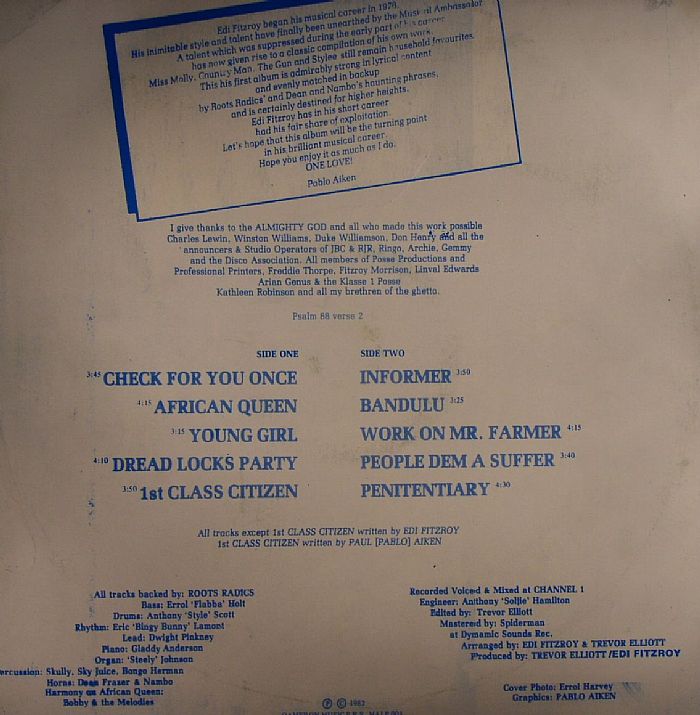 Edi Fitzroy began his musical career in 1978.
His inimitable style and talent have finally been unearthed by the Musical Ambassador
A talent which was suppressed during the early part of his career
has now given rise to a classic compilation of his own work.
Miss Molly, Country Man, The Gun and Stylee still remain household favourites.
This his first album is admirably strong in lyrical content
and evenly matched in backup
by Roots Radics' and Dean and Nambo's haunting phrases,
and is certainly destined for higher heights.
Edi Fitzroy has in his short career
had his fair share of exploitation.
Let's hope that this album will be the turning point
in his brilliant musical career.
Hope you enjoy it as much as I do.
ONE LOVE!
Pablo Aiken
I give thanks to the ALMIGHTY GOD and all who made this work possible
Charles Lewin, Winston Williams, Duke Williamson, Don Henry and all the
announcers & Studio Operators of JBC & RJR, Ringo, Archie, Gemmy
and the Disco Association. All members of Posse Productions and
Professional Printers, Freddie Thorpe, Fitzroy Morrison, Linval Edwards
Arlan Genus & the Klasse 1 Posse
Kathleen Robinson and all my brethren of the ghetto.
Psalm 88 verse 2
SIDE ONE
3:45 CHECK FOR YOU ONCE
4:15 AFRICAN QUEEN
3:15 YOUNG GIRL
4:10 DREAD LOCKS PARTY
3:50 1st CLASS CITIZEN
SIDE TWO
INFORMER 3:50
BANDULU 3:25
WORK ON MR. FARMER 4:15
PEOPLE DEM A SUFFER 3:40
PENITENTIARY 4:30
All tracks except 1st CLASS CITIZEN written by EDI FITZROY
1st CLASS CITIZEN written by PAUL [PABLO] AIKEN
All tracks backed by: ROOTS RADICS
Bass: Errol 'Flabba' Holt
Drums: Anthony 'Style' Scott
Rhythm: Eric 'Bingy Bunny' Lamont
Lead: Dwight Pinkney
Piano: Gladdy Anderson
Organ: 'Steely' Johnson
ercussion: Skully, Sky Juice, Bongo Herman
Horns: Dean Frazer & Nambo
Harmony on African Queen:
Bobby & the Melodies
Recorded Voiced & Mixed at CHANNEL 1
Engineer: Anthony 'Soljie' Hamilton
Edited by: Trevor Elliott
Mastered by: Spiderman
at Dynamic Sounds Rec.
Arranged by: EDI FITZROY & TREVOR ELLIOTT
Produced by: TREVOR ELLIOTT/EDI FITZROY
Cover Photo: Errol Harvey
Graphics: PABLO AIKEN
Ⓟ © 1982